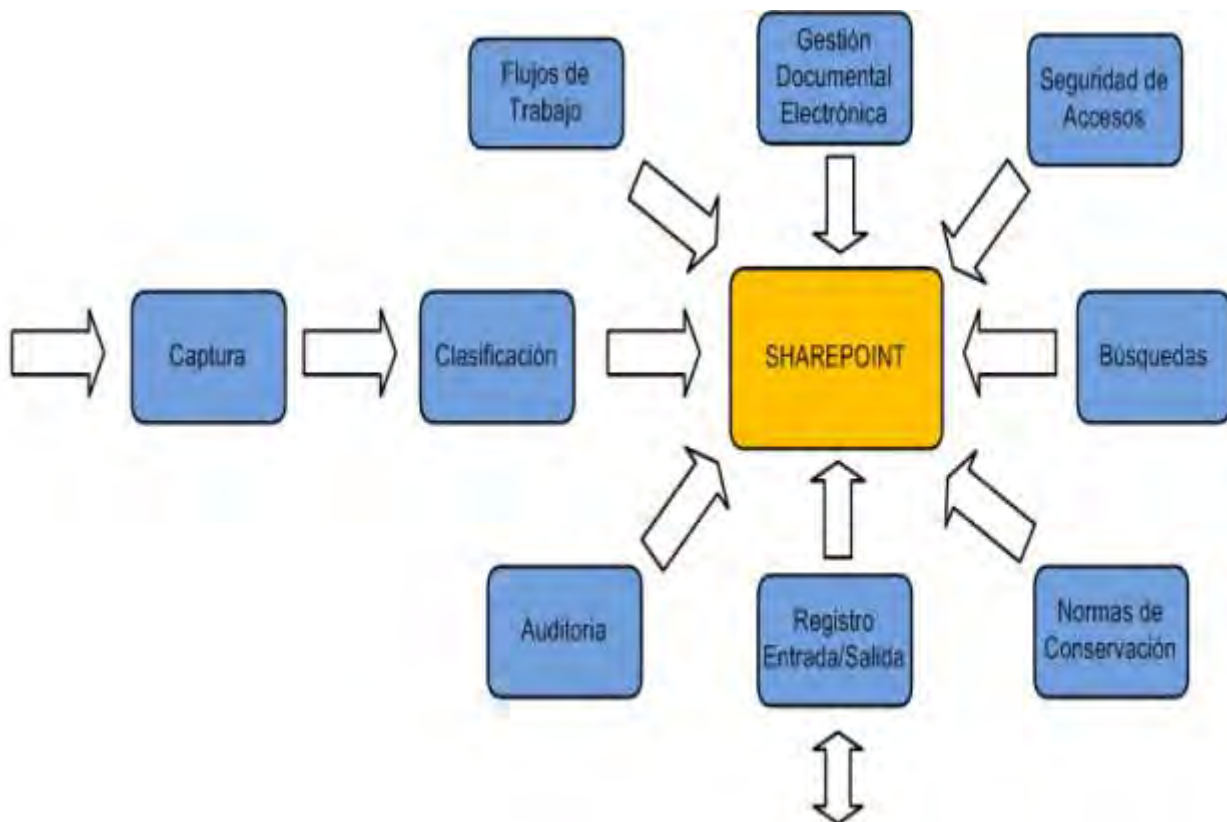 Flujos de
Trabajo
Gestión
Documental
Electrónica
Seguridad de
Accesos
Captura
Clasificación
SHAREPOINT
Búsquedas
Auditoria
Registro
Entrada/Salida
Normas de
Conservación